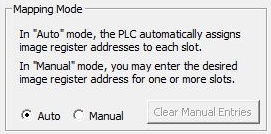 Mapping Mode
In "Auto" mode, the PLC automatically assigns
image register addresses to each slot.
In "Manual" mode, you may enter the desired
image register address for one or more slots.
Auto Manual Clear Manual Entries